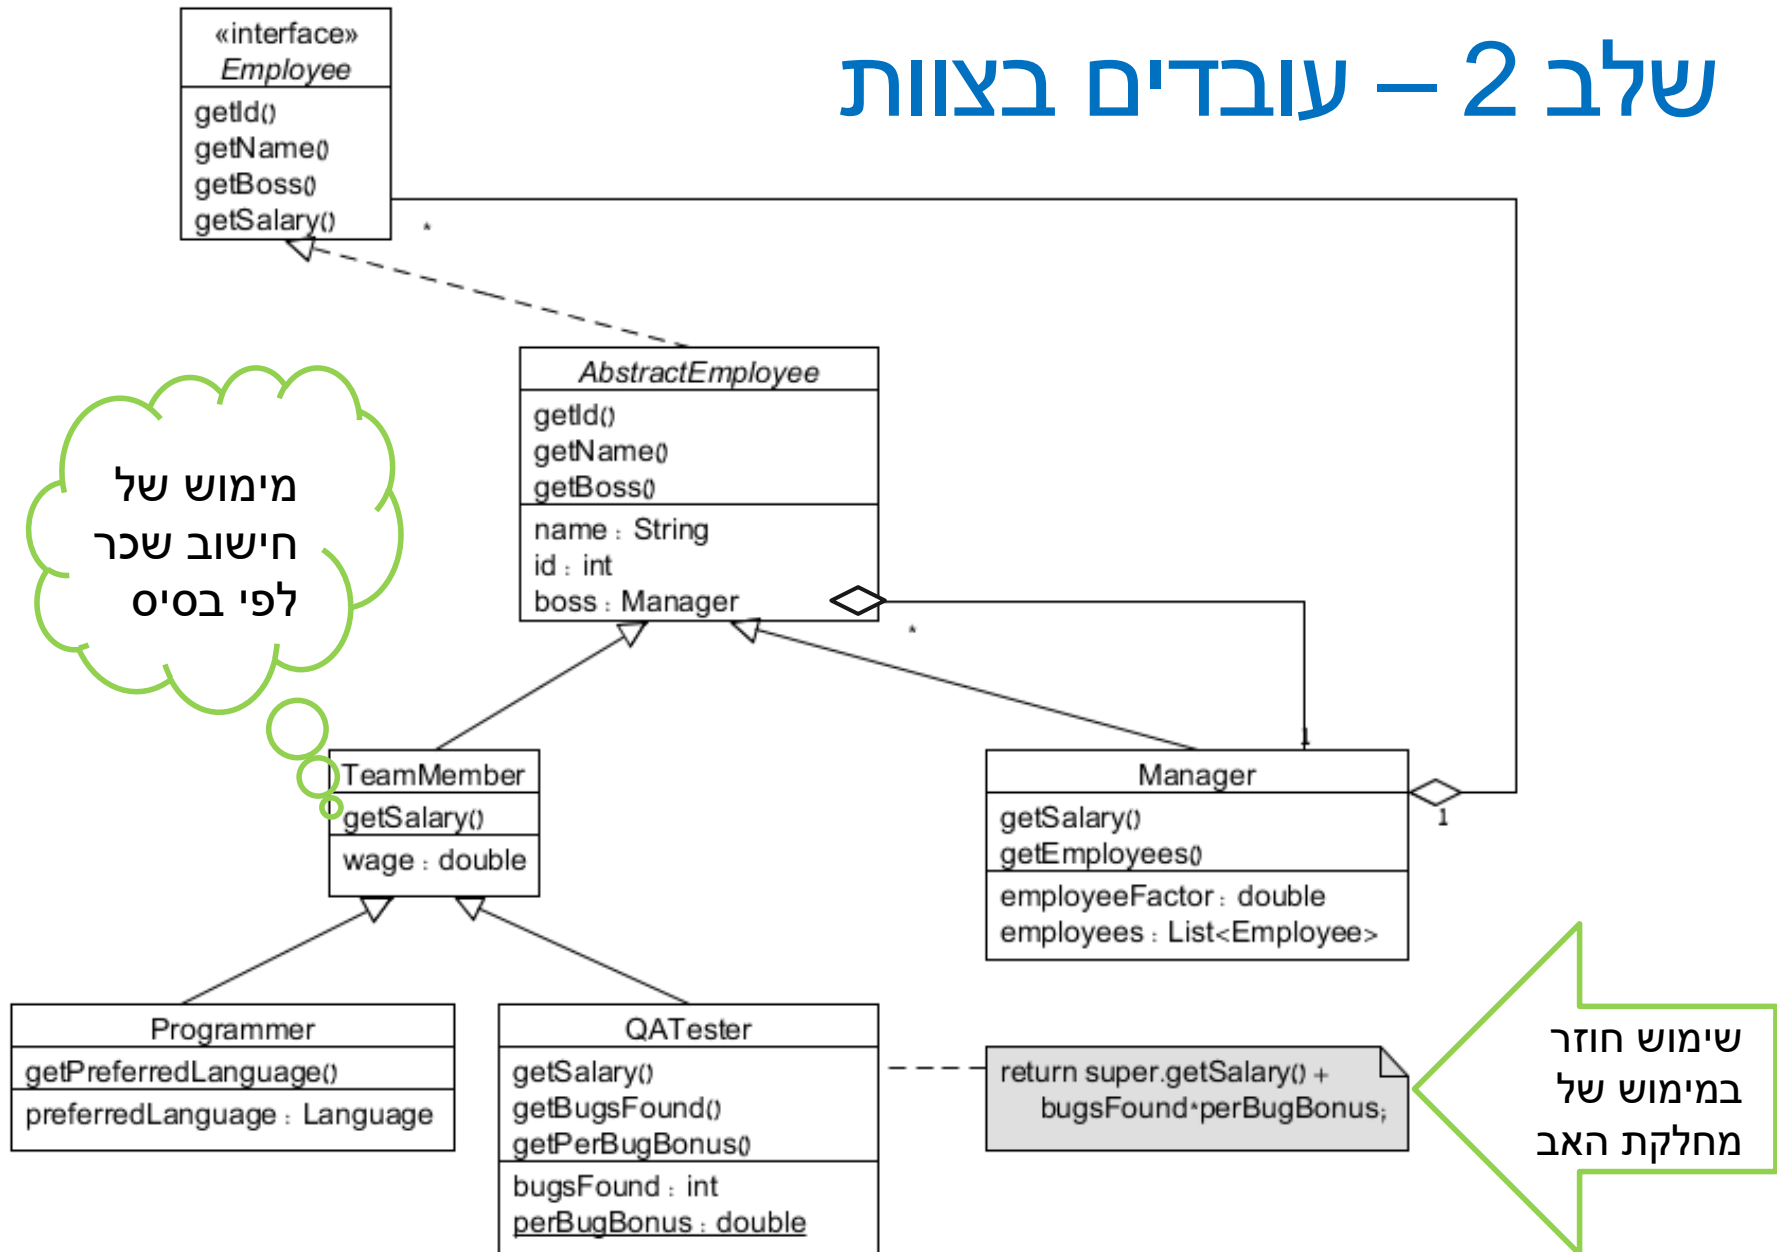 שלב 2 – עובדים בצוות
«interface»
Employee
getId()
getName()
getBoss()
getSalary()
*
AbstractEmployee
getId()
getName()
getBoss()
name : String
id : int
boss : Manager
*
מימוש של
חישוב שכר
לפי בסיס
1
TeamMember
getSalary()
wage : double
Manager
getSalary()
getEmployees()
employeeFactor : double
employees : List<Employee>
1
Programmer
getPreferredLanguage()
preferredLanguage : Language
QATester
getSalary()
getBugsFound()
getPerBugBonus()
bugsFound : int
perBugBonus : double
return super.getSalary() +
bugsFound*perBugBonus;
שימוש חוזר
במימוש של
מחלקת האב